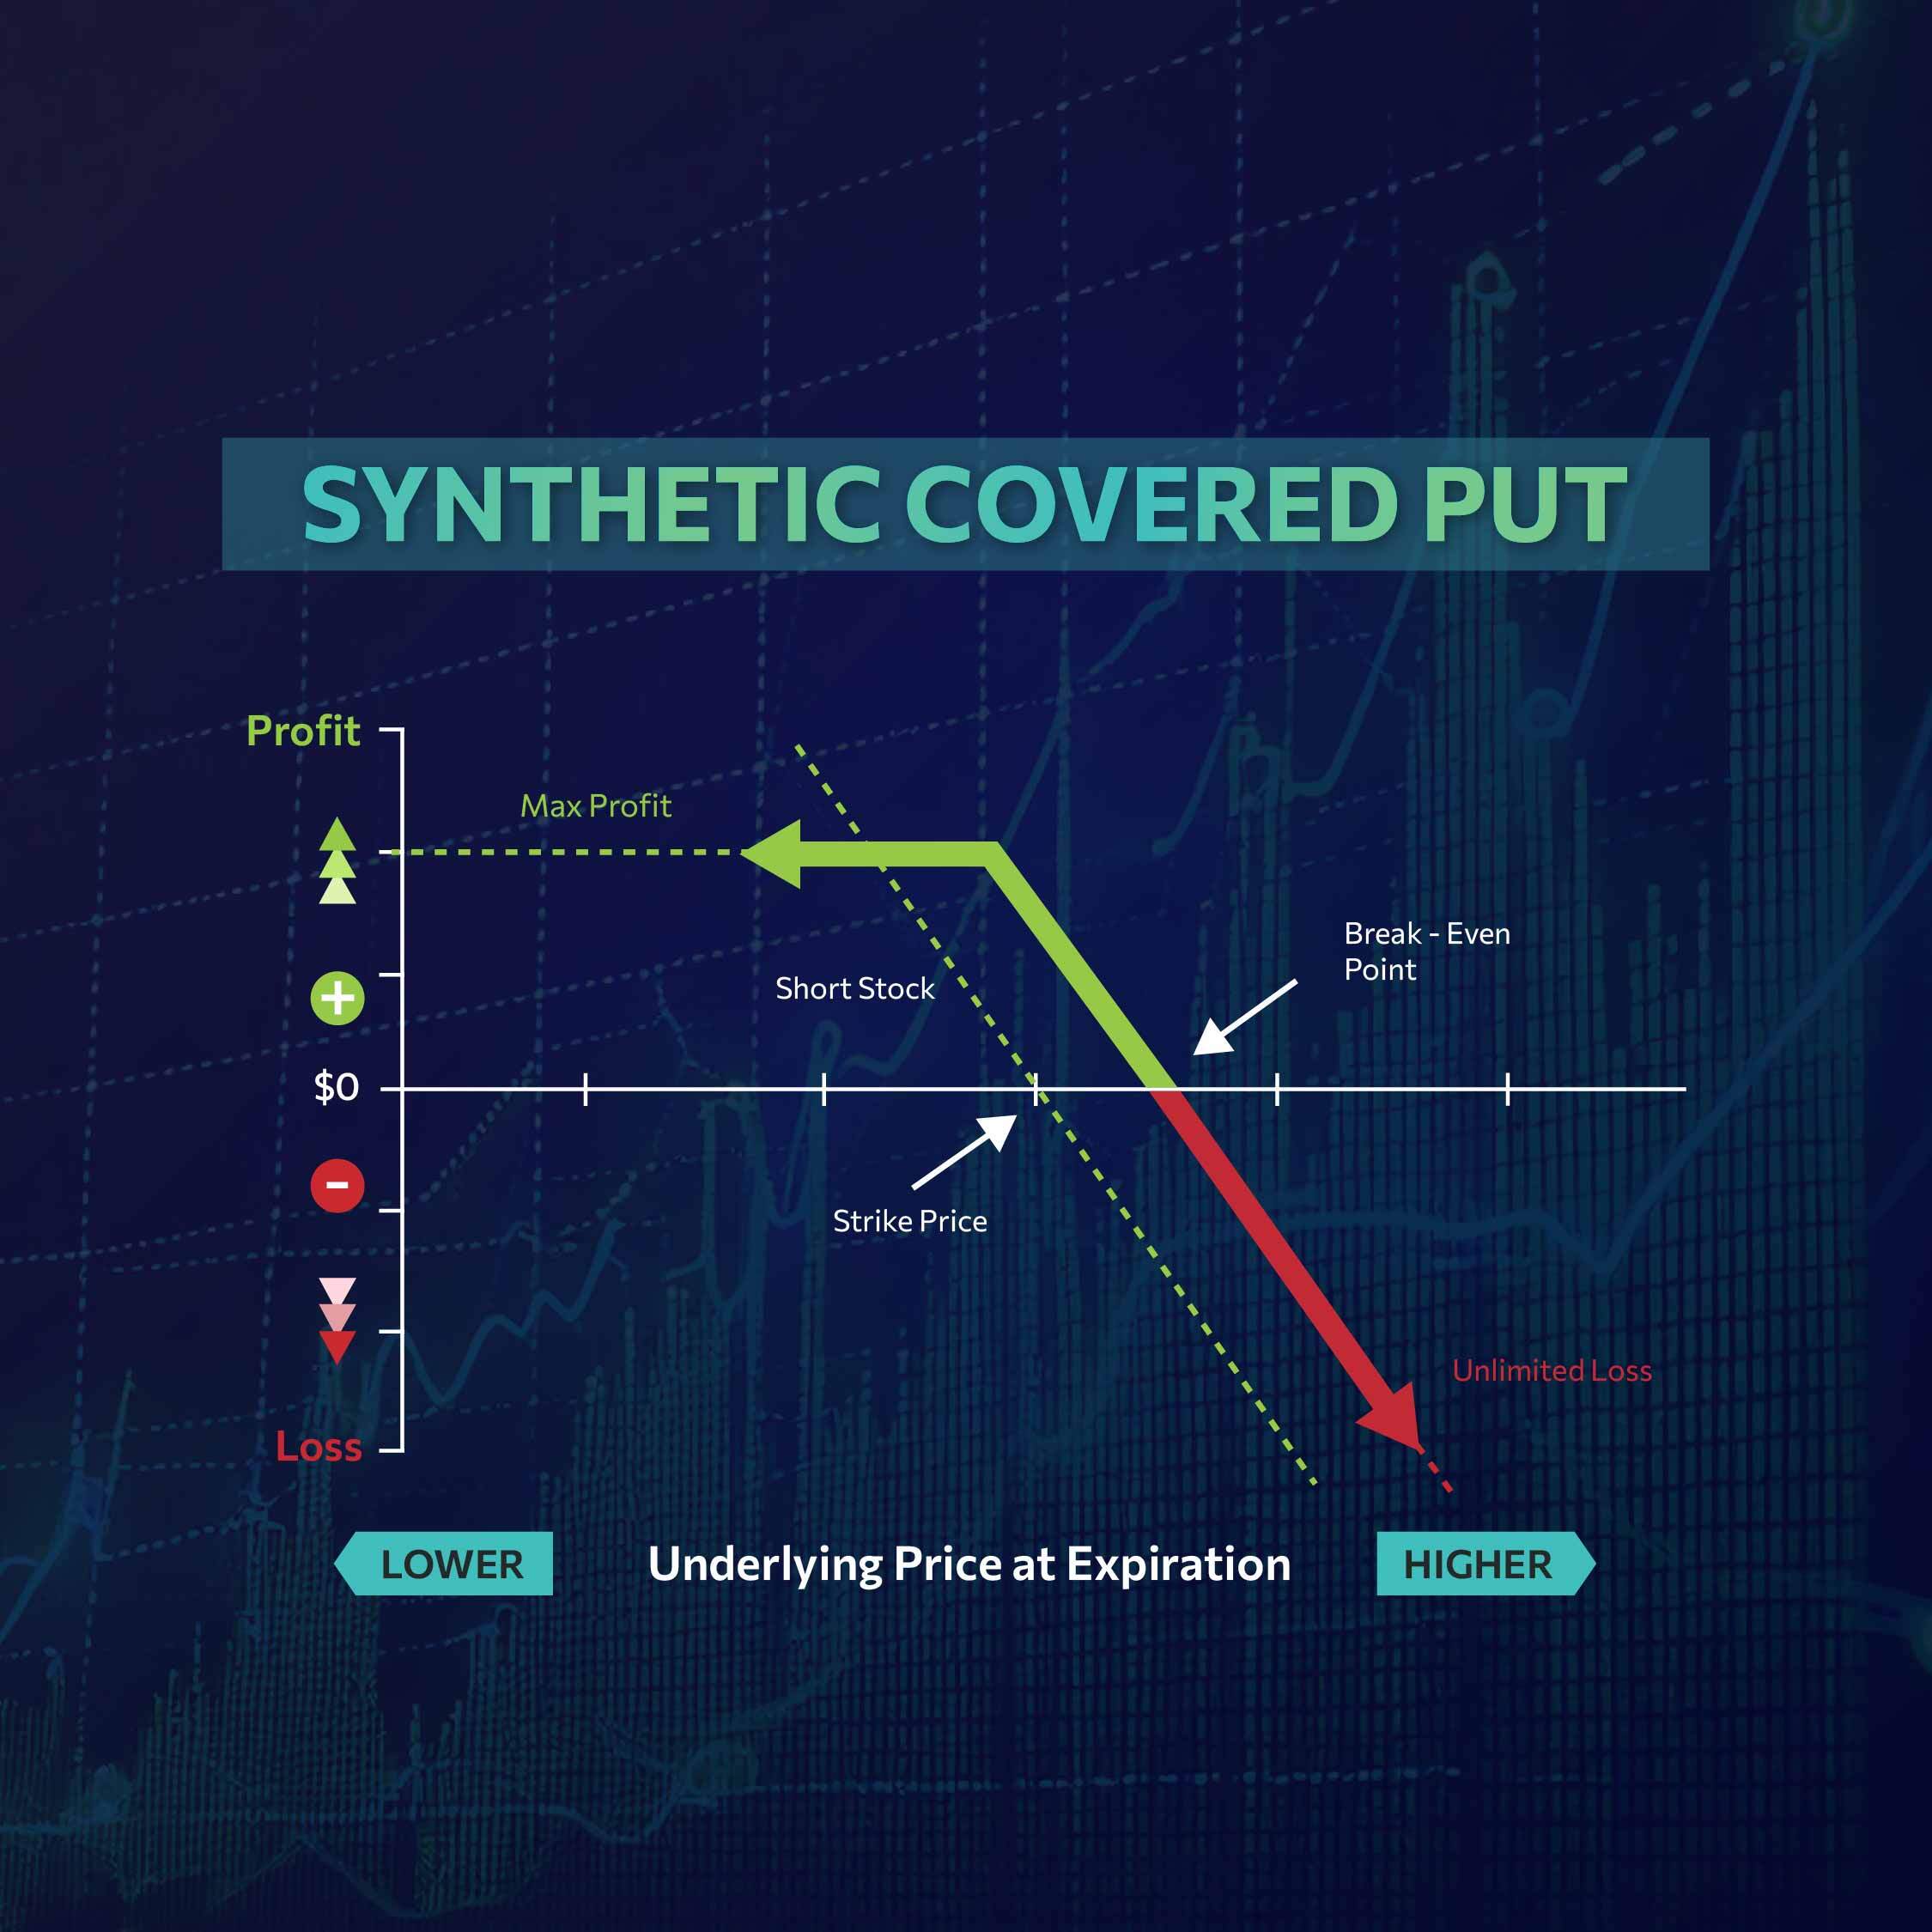 SYNTHETIC COVERED PUT
Profit
Max Profit
Break - Even
Point
Short Stock
+
$0
-
Strike Price
Unlimited Loss
Loss
LOWER
Underlying Price at Expiration
HIGHER